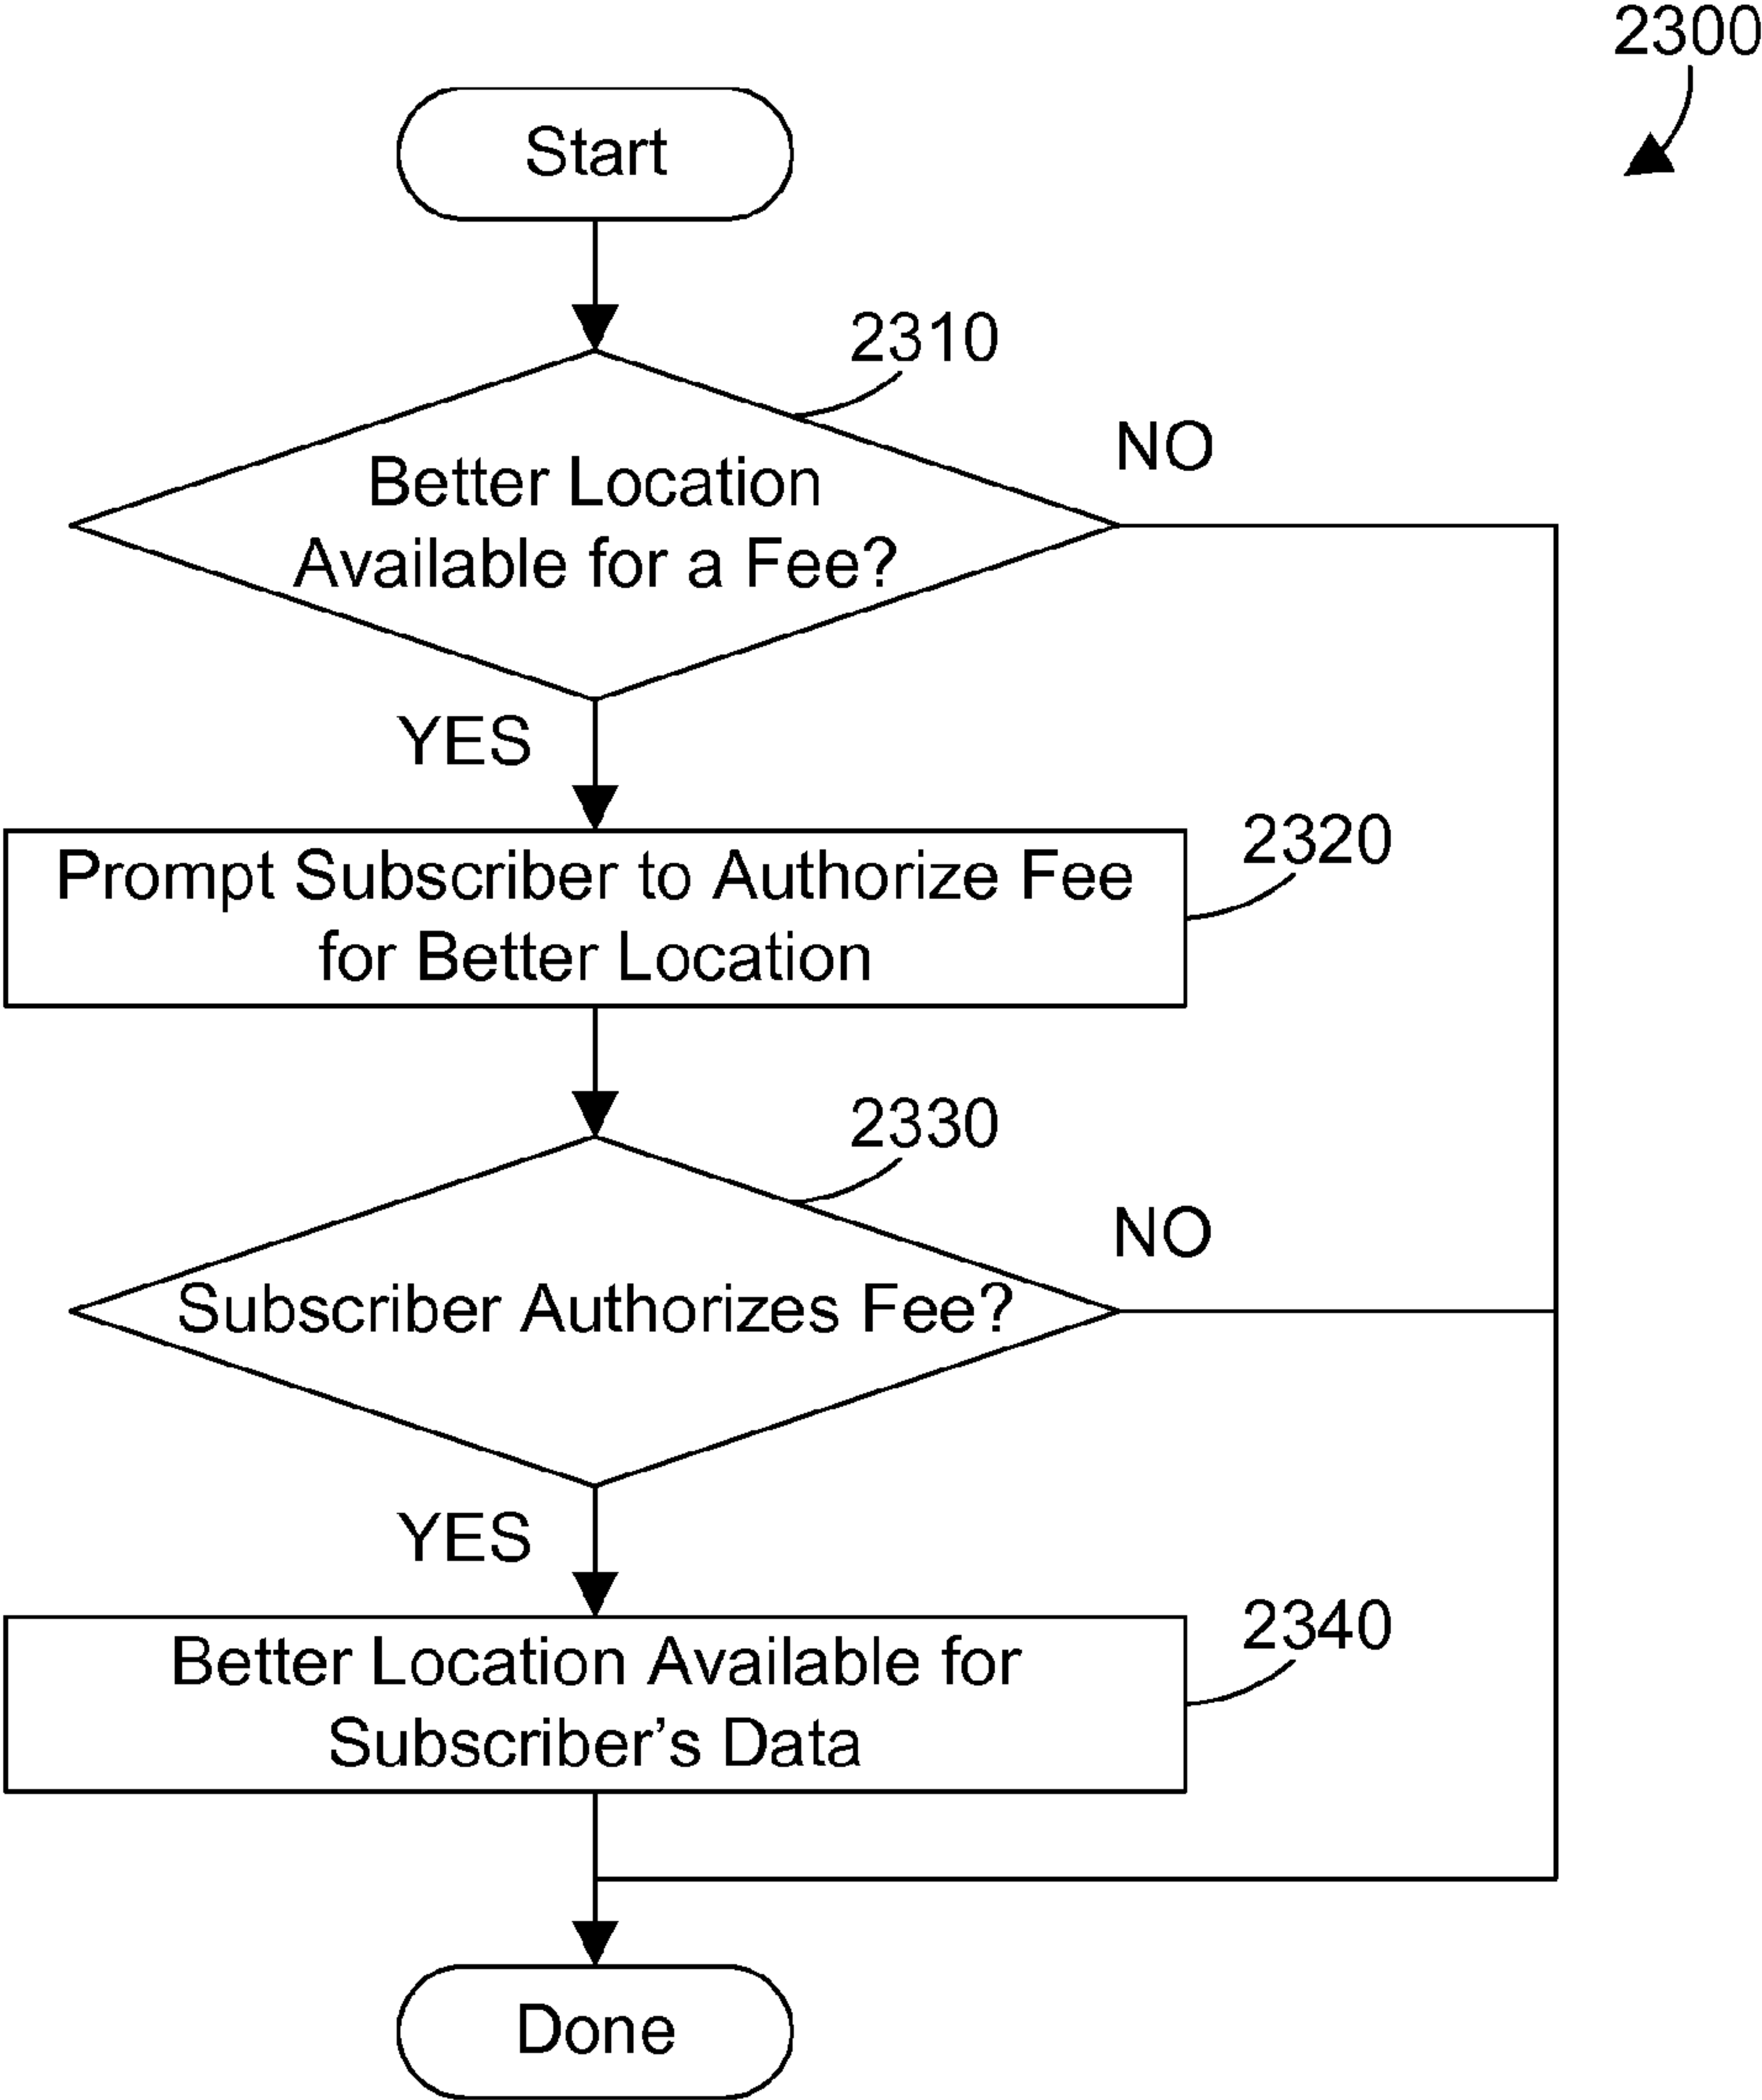 2300
Start
2310
NO
Better Location
Available for a Fee?
YES
2320
Prompt Subscriber to Authorize Fee
for Better Location
2330
NO
Subscriber Authorizes Fee?
YES
2340
Better Location Available for
Subscriber’s Data
Done